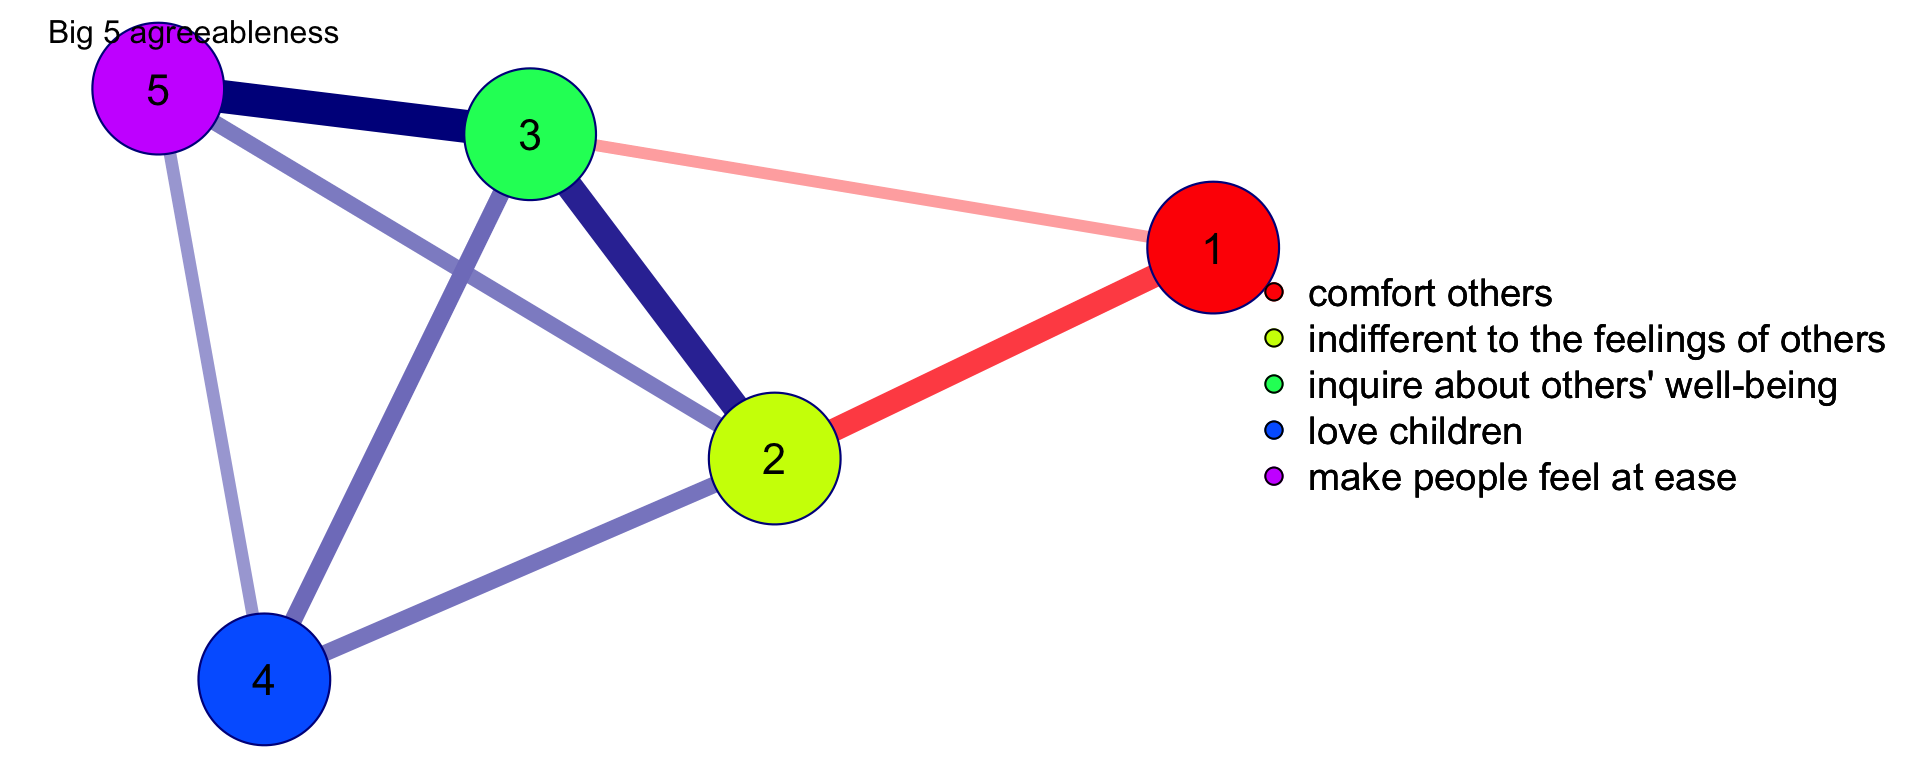 Big 5 agreeableness
5
3
1
2
4
comfort others
indifferent to the feelings of others
inquire about others' well-being
love children
make people feel at ease